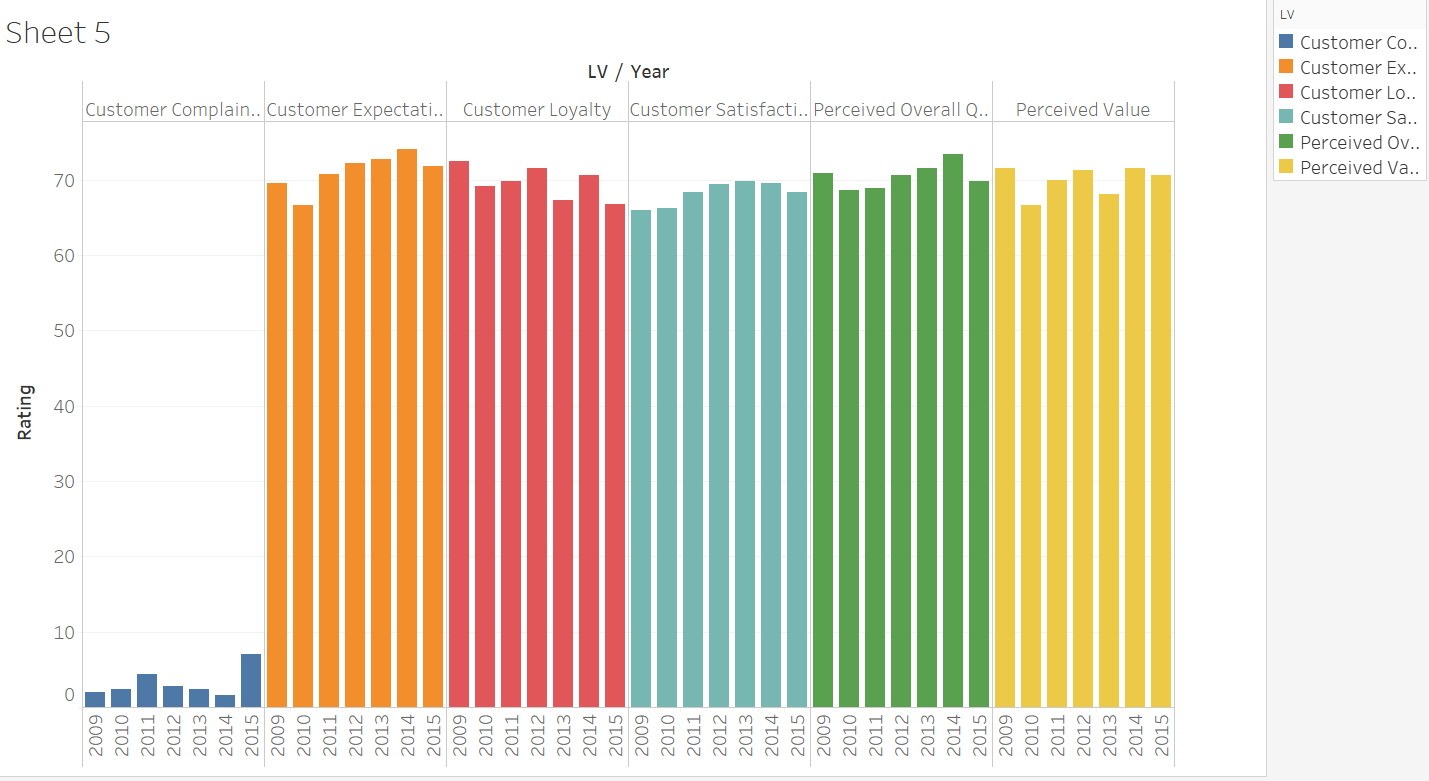 Sheet 5
LV / Year
Customer Complain.. Customer Expectati.. Customer Loyalty Customer Satisfacti.. Perceived Overall Q.. Perceived Value
70
60
50
40
30
20
10
0
Rating
2009 2010 2011 2012 2013 2014 2015 2009 2010 2011 2012 2013 2014 2015 2009 2010 2011 2012 2013 2014 2015 2009 2010 2011 2012 2013 2014 2015 2009 2010 2011 2012 2013 2014 2015 2009 2010 2011 2012 2013 2014 2015
LV
Customer Co..
Customer Ex..
Customer Lo..
Customer Sa..
Perceived Ov..
Perceived Va..